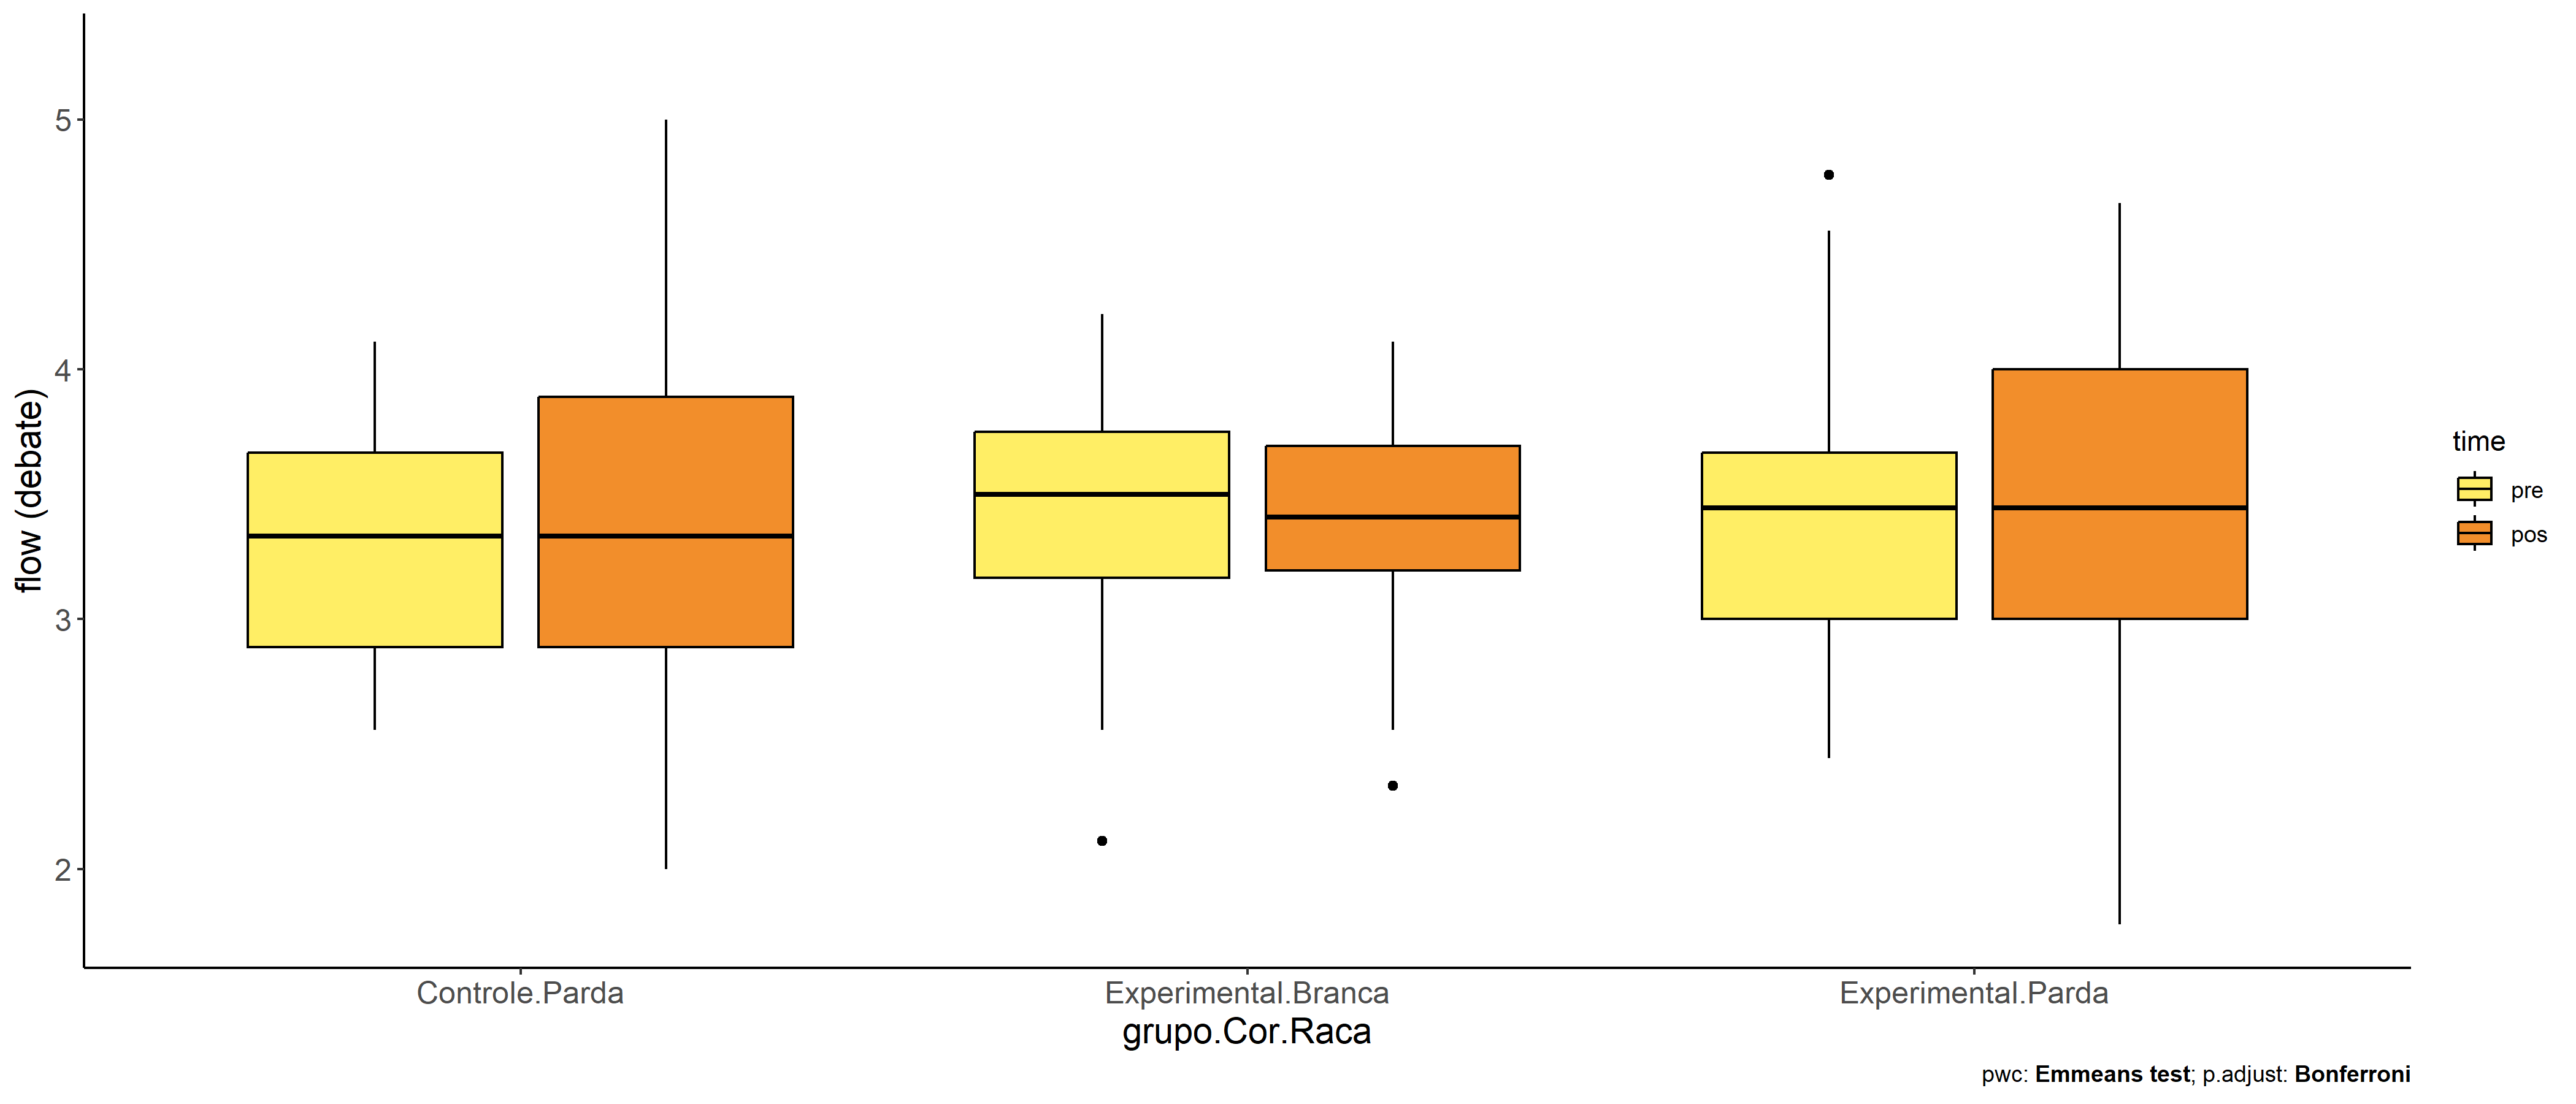 flow (debate)
5
4
3
2
Controle.Parda
Experimental.Branca
Experimental.Parda
grupo.Cor.Raca
time
pre
pos
pwc: Emmeans test; p.adjust: Bonferroni